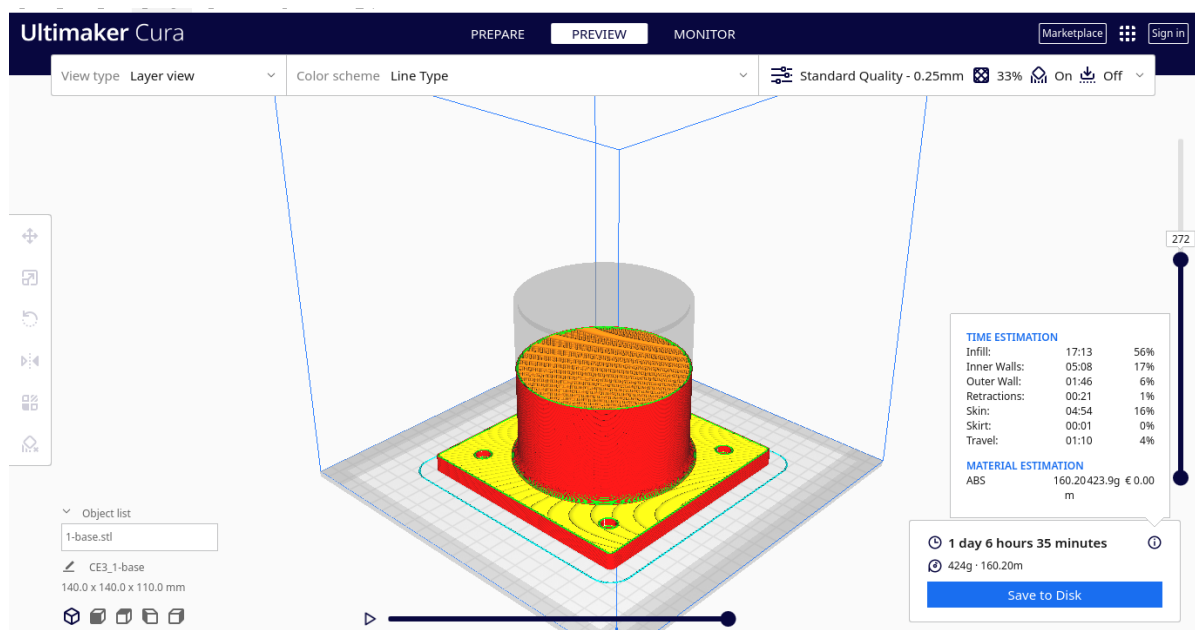 Ultimaker Cura
PREPARE PREVIEW MONITOR
Marketplace Sign in
View type Layer view
Color scheme Line Type
Standard Quality - 0.25mm 33% On Off
272
TIME ESTIMATION
Infill: 17:13 56%
Inner Walls: 05:08 17%
Outer Wall: 01:46 6%
Retractions: 00:21 1%
Skin: 04:54 16%
Skirt: 00:01 0%
Travel: 01:10 4%
MATERIAL ESTIMATION
ABS 160.20 423.9g € 0.00
m
Object list
1-base.stl
CE3_1-base
140.0 x 140.0 x 110.0 mm
1 day 6 hours 35 minutes
424g · 160.20m
Save to Disk